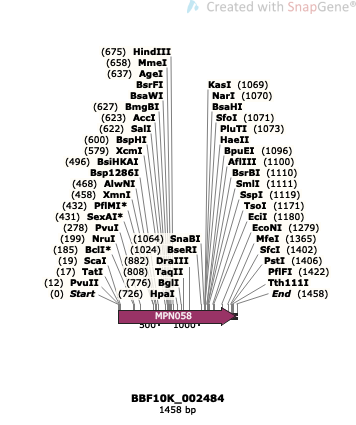 Created with SnapGene®
(675) HindIII
(658) MmeI
(637) AgeI
BsrFI KasI (1069)
BsaWI NarI (1070)
(627) BmgBI BsaHI
(623) AccI SfoI (1071)
(622) SalI PluTI (1073)
(600) BspHI HaeII
(579) XcmI BpuEI (1096)
(496) BsiHKAI AflIII (1100)
Bsp1286I BsrBI (1110)
(468) AlwNI SmlI (1111)
(458) XmnI SspI (1119)
(432) PflMI* TsoI (1171)
(431) SexAI* EciI (1180)
(278) PvuI EcoNI (1279)
(199) NruI (1064) SnaBI MfeI (1365)
(185) BclI* (1024) BseRI SfcI (1402)
(19) ScaI (882) DraIII PstI (1406)
(17) TatI (808) TaqII PflFI (1422)
(12) PvuII (776) BglI Tth111I
(0) Start (726) HpaI End (1458)
MPN058
500 1000
BBF10K_002484
1458 bp